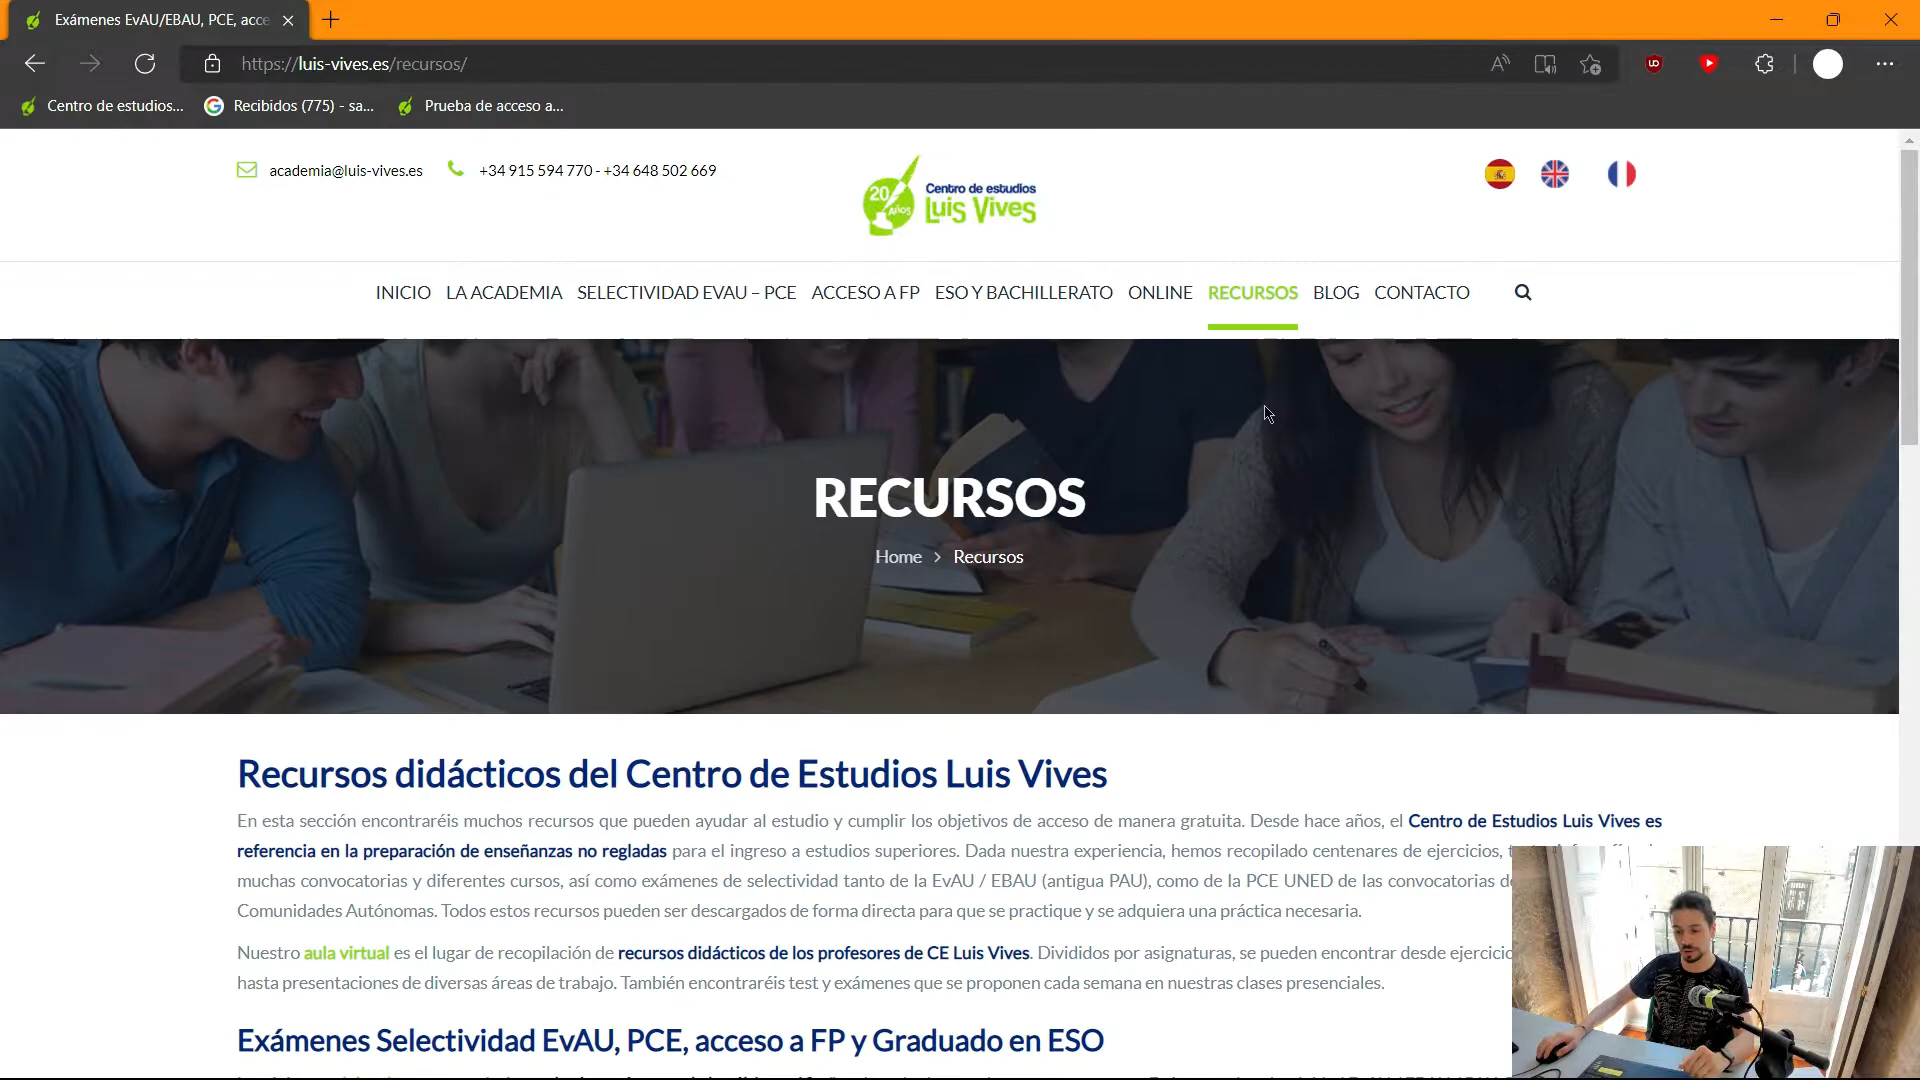 Exámenes EvAU/EBAU, PCE, acce
https://luis-vives.es/recursos/
Centro de estudios...
Recibidos (775) - sa...
Prueba de acceso a...
academia@luis-vives.es
+34 915 594 770 - +34 648 502 669
20 Años
Centro de estudios
Luis Vives
INICIO LA ACADEMIA SELECTIVIDAD EVAU – PCE ACCESO A FP ESO Y BACHILLERATO ONLINE RECURSOS BLOG CONTACTO
RECURSOS
Home > Recursos
Recursos didácticos del Centro de Estudios Luis Vives
En esta sección encontraréis muchos recursos que pueden ayudar al estudio y cumplir los objetivos de acceso de manera gratuita. Desde hace años, el Centro de Estudios Luis Vives es
referencia en la preparación de enseñanzas no regladas para el ingreso a estudios superiores. Dada nuestra experiencia, hemos recopilado centenares de ejercicios,
muchas convocatorias y diferentes cursos, así como exámenes de selectividad tanto de la EvAU / EBAU (antigua PAU), como de la PCE UNED de las convocatorias
Comunidades Autónomas. Todos estos recursos pueden ser descargados de forma directa para que se practique y se adquiera una práctica necesaria.
Nuestro aula virtual es el lugar de recopilación de recursos didácticos de los profesores de CE Luis Vives. Divididos por asignaturas, se pueden encontrar desde ejercic
hasta presentaciones de diversas áreas de trabajo. También encontraréis test y exámenes que se proponen cada semana en nuestras clases presenciales.
Exámenes Selectividad EvAU, PCE, acceso a FP y Graduado en ESO